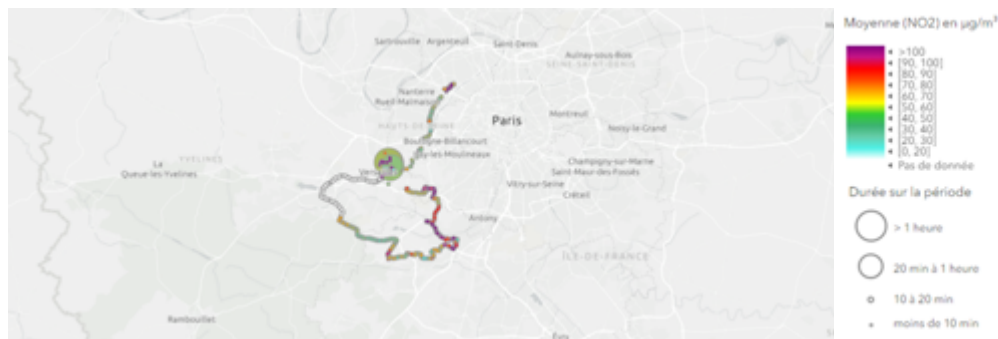 Sartrouville Argenteuil Saint-Denis
Aulnay-sous-Bois
SEINE-SAINT-DENIS
Nanterre
Rueil-Malmaison
HAUTS-DE-SEINE
Paris
Montreuil
Noisy-le-Grand
Boulogne-Billancourt
sy-les-Moulineaux
La
Queue-les-Yvelines
YVELINES
Vers
Champigny-sur-Marne
Saint-Maur-des-Fossés
Vitry-sur-Seine
Créteil
Antony
ÎLE-DE-FRANCE
Rambouillet
Évry
Moyenne (NO2) en µg/m³
>100
[90, 100]
[80, 90]
[70, 80]
[60, 70]
[50, 60]
[40, 50]
[30, 40]
[20, 30]
[0, 20]
Pas de donnée
Durée sur la période
> 1 heure
20 min à 1 heure
10 à 20 min
moins de 10 min